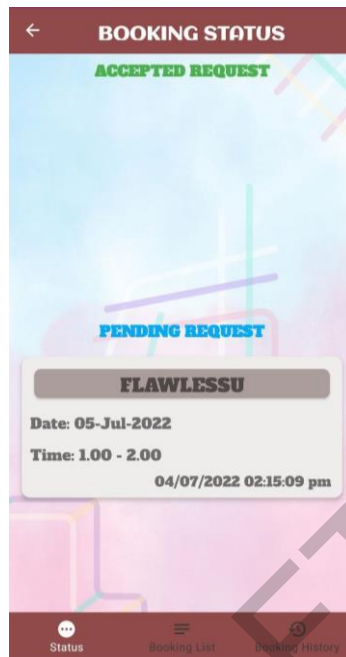 BOOKING STATUS
ACCEPTED REQUEST
PENDING REQUEST
FLAWLESSU
Date: 05-Jul-2022
Time: 1.00 - 2.00
04/07/2022 02:15:09 pm
Status Booking List Booking History